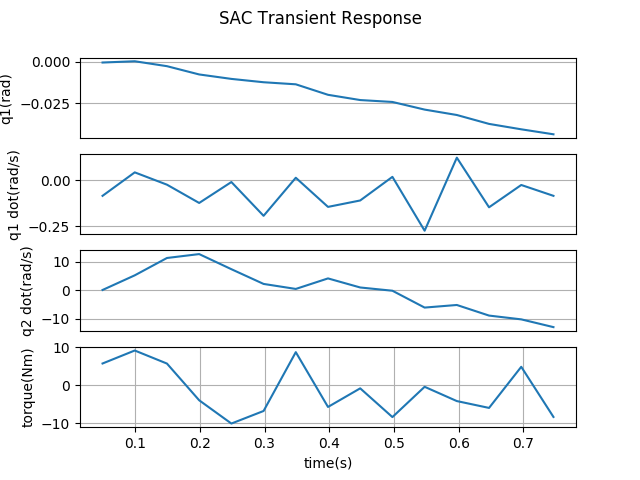 SAC Transient Response
0.000
−0.025
q1(rad)
0.00
−0.25
q1 dot(rad/s)
10
0
−10
q2 dot(rad/s)
10
0
−10
torque(Nm)
0.1 0.2 0.3 0.4 0.5 0.6 0.7
time(s)